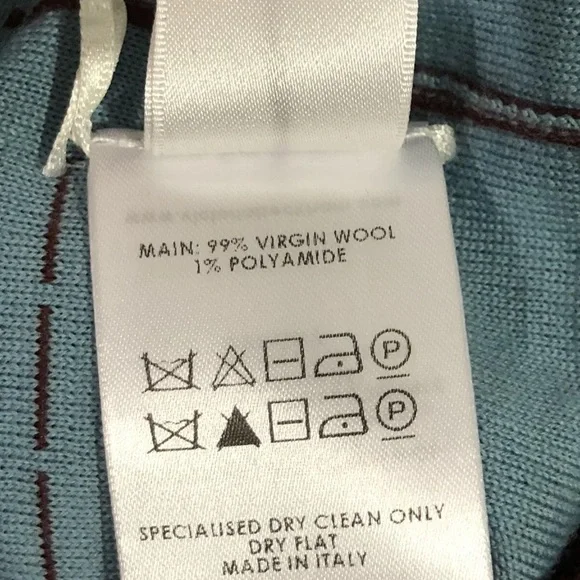 MAIN: 99% VIRGIN WOOL
1% POLYAMIDE
P
P
SPECIALISED DRY CLEAN ONLY
DRY FLAT
MADE IN ITALY